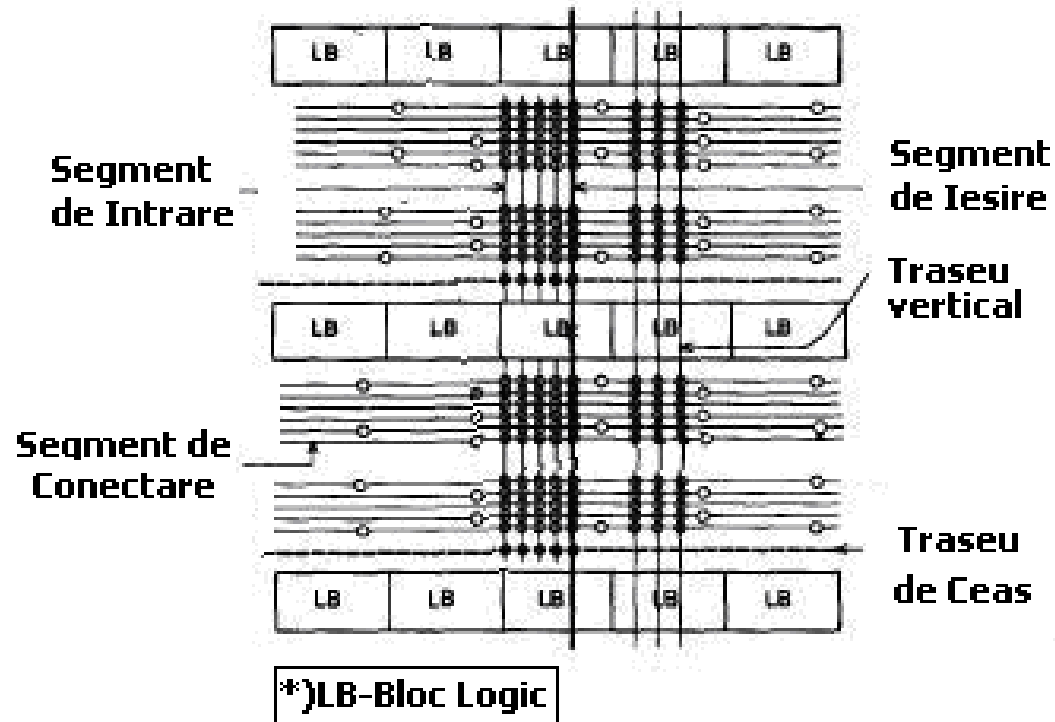 LB LB LB LB LB
Segment
de Intrare
Segment
de Iesire
Traseu
vertical
LB LB LB LB LB
Segment de
Conectare
Traseu
de Ceas
LB LB LB LB LB
*)LB-Bloc Logic